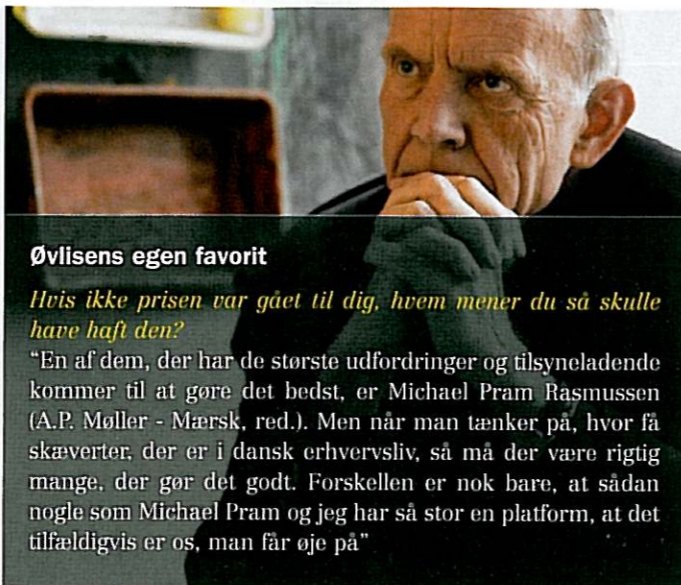 Øvlisens egen favorit
Hvis ikke prisen var gået til dig, hvem mener du så skulle
have haft den?
“En af dem, der har de største udfordringer og tilsyneladende
kommer til at gøre det bedst, er Michael Pram Rasmussen
(A.P. Møller - Mærsk, red.). Men når man tænker på, hvor få
skæverter, der er i dansk erhvervsliv, så må der være rigtig
mange, der gør det godt. Forskellen er nok bare, at sådan
nogle som Michael Pram og jeg har så stor en platform, at det
tilfældigvis er os, man får øje på”